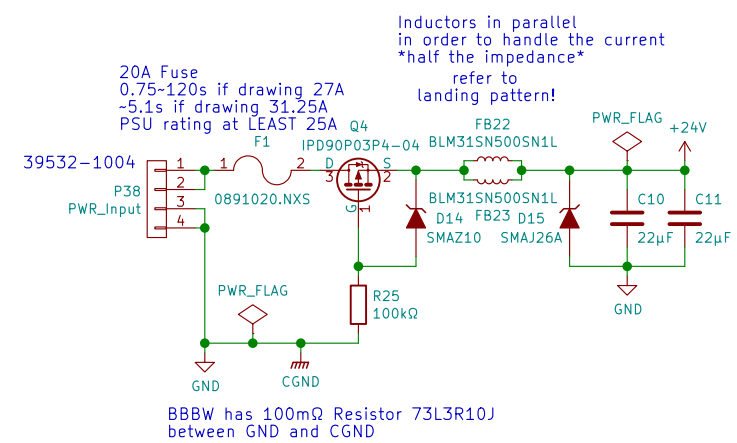 Inductors in parallel
in order to handle the current
*half the impedance*
refer to
landing pattern!
20A Fuse
0.75~120s if drawing 27A
~5.1s if drawing 31.25A
PSU rating at LEAST 25A
39532-1004
P38
PWR_Input
1
2
3
4
F1
1
2
0891020.NXS
Q4
IPD90P03P4-04
D
S
3
2
G
1
FB22
BLM31SN500SN1L
BLM31SN500SN1L
FB23
D14
SMAZ10
D15
SMAJ26A
PWR_FLAG
+24V
C10
22µF
C11
22µF
GND
R25
100kΩ
PWR_FLAG
GND
CGND
BBBW has 100mΩ Resistor 73L3R10J
between GND and CGND